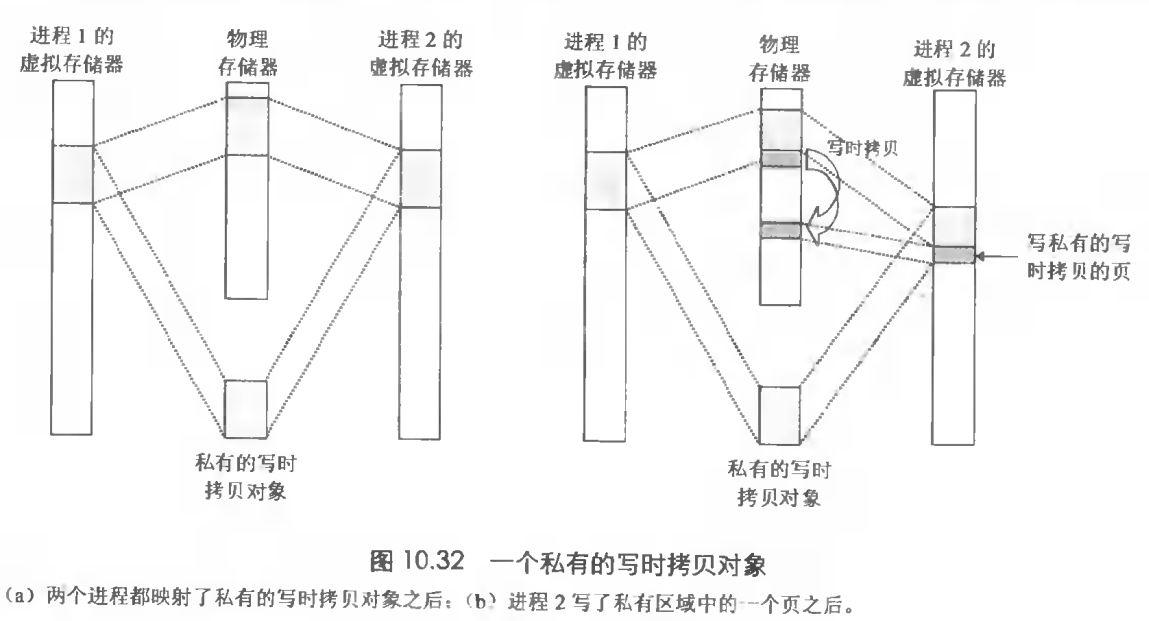 进程 1 的
虚拟存储器
物理
存储器
进程 2 的
虚拟存储器
私有的写时
拷贝对象
进程 1 的
虚拟存储器
物理
存储器
进程 2 的
虚拟存储器
写时拷贝
写私有的写
时拷贝的页
私有的写时
拷贝对象
图 10.32 一个私有的写时拷贝对象
(a) 两个进程都映射了私有的写时拷贝对象之后；(b) 进程 2 写了私有区域中的一个页之后。